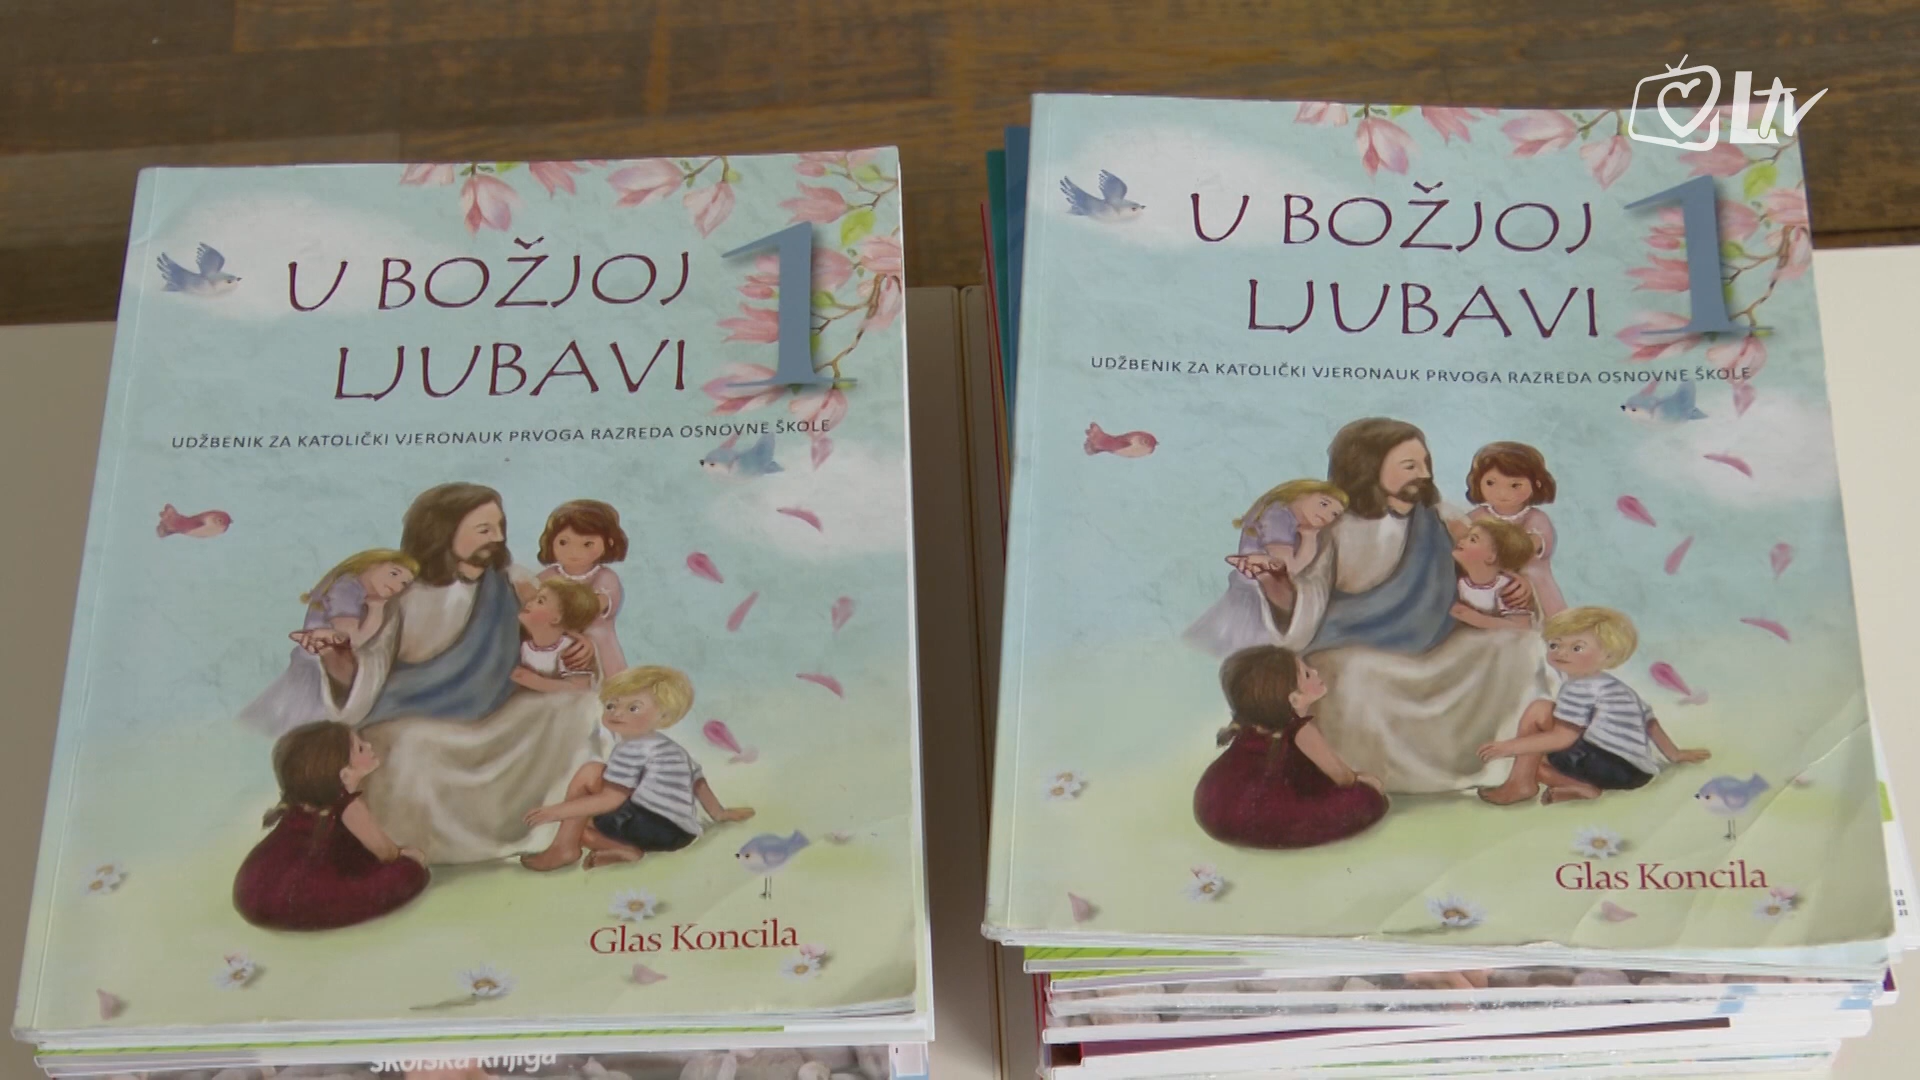 Ltv
U BOŽJOJ
LJUBAVI
1
UDŽBENIK ZA KATOLIČKI VJERONAUK PRVOGA RAZREDA OSNOVNE ŠKOLE
Glas Koncila
školska knjiga
U BOŽJOJ
LJUBAVI
1
UDŽBENIK ZA KATOLIČKI VJERONAUK PRVOGA RAZREDA OSNOVNE ŠKOLE
Glas Koncila